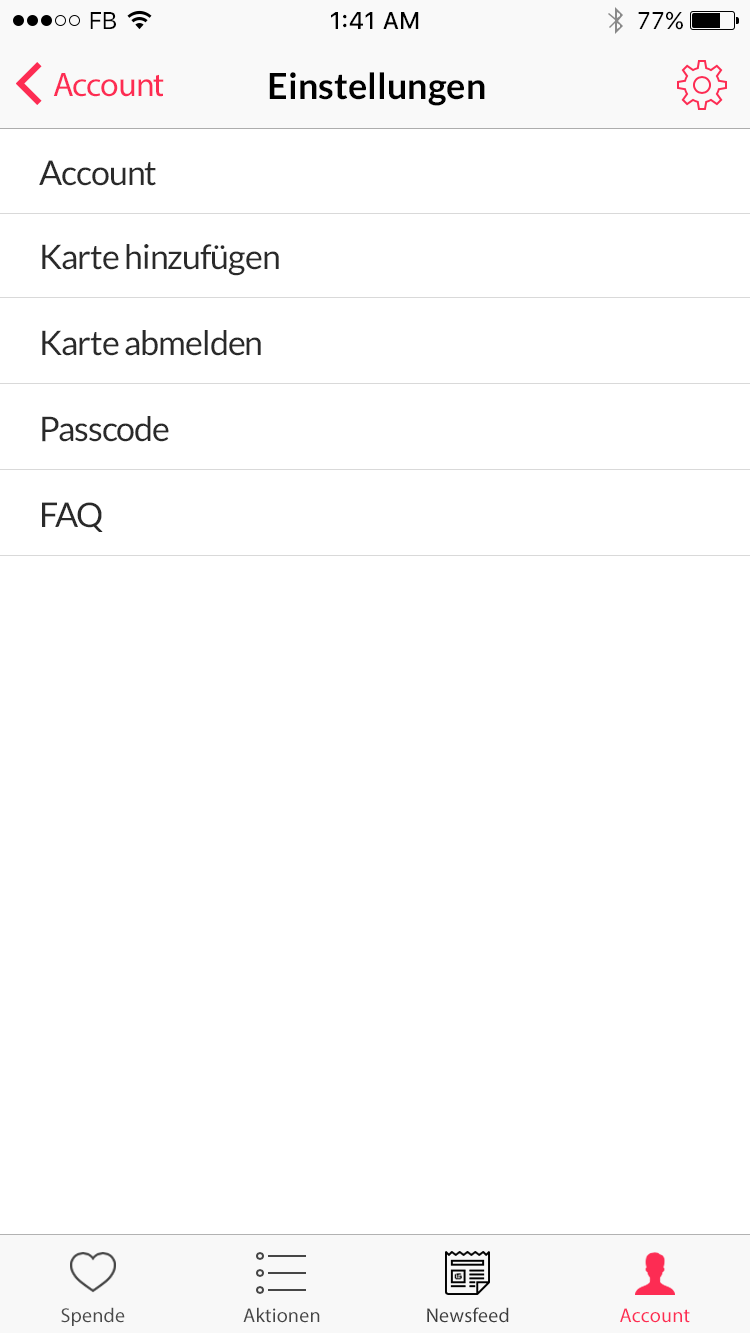 FB 1:41 AM 77%
Account Einstellungen
Account
Karte hinzufügen
Karte abmelden
Passcode
FAQ
Spende Aktionen Newsfeed Account